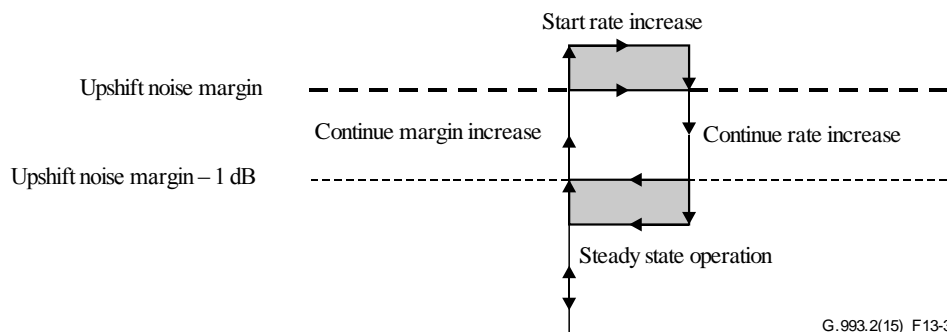 Start rate increase
Upshift noise margin
Continue margin increase
Continue rate increase
Upshift noise margin – 1 dB
Steady state operation
G.993.2(15)_F13-3